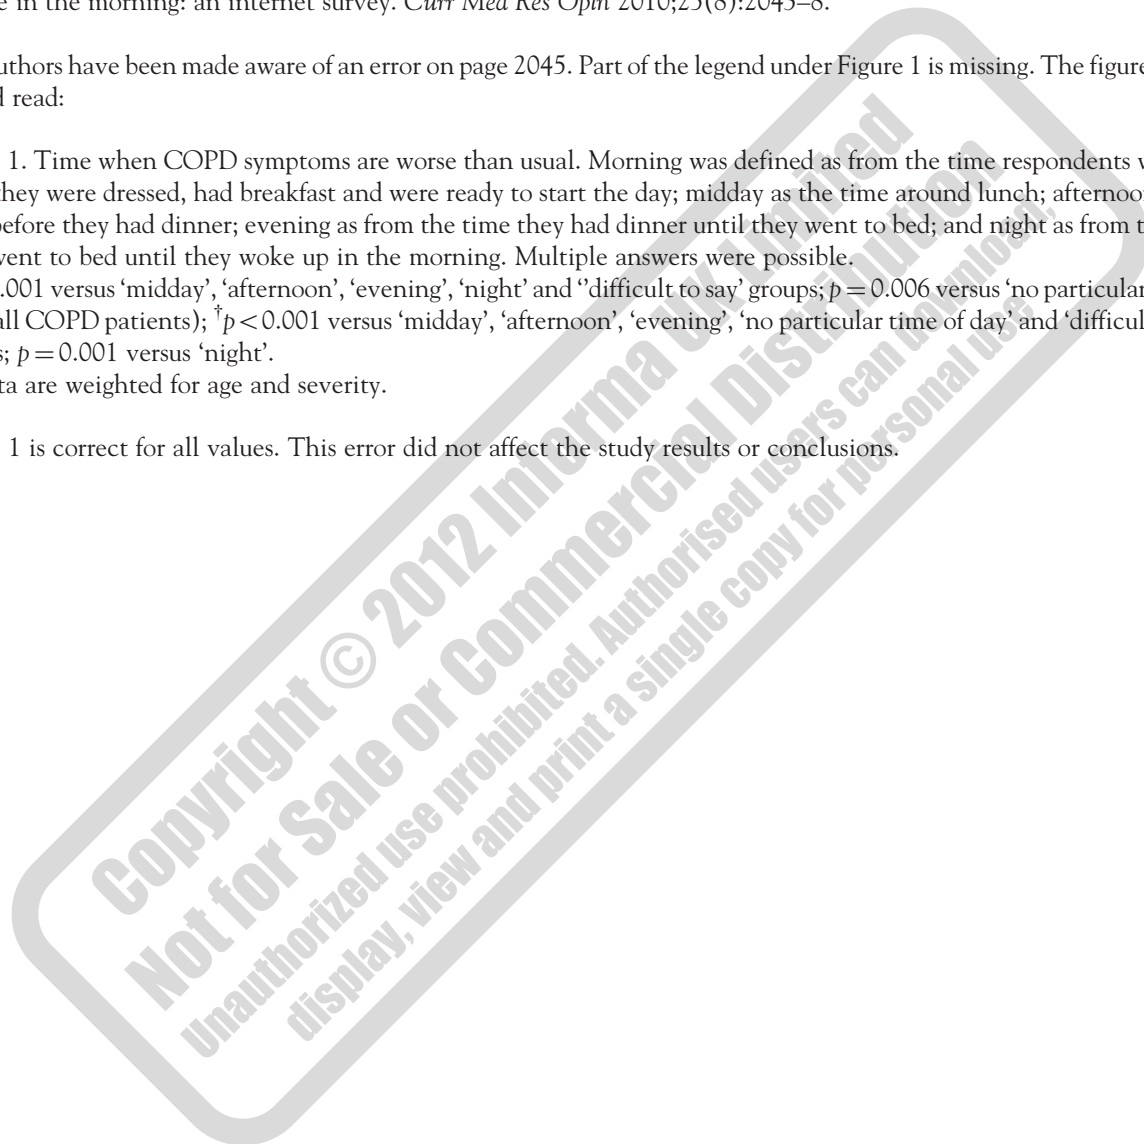 e in the morning: an internet survey. Curr Med Res Opin 2010;25(8):2043–8.
uthors have been made aware of an error on page 2045. Part of the legend under Figure 1 is missing. The figure
d read:
1. Time when COPD symptoms are worse than usual. Morning was defined as from the time respondents w
they were dressed, had breakfast and were ready to start the day; midday as the time around lunch; afternoon
before they had dinner; evening as from the time they had dinner until they went to bed; and night as from t
went to bed until they woke up in the morning. Multiple answers were possible.
.001 versus ‘midday’, ‘afternoon’, ‘evening’, ‘night’ and ‘’difficult to say’ groups; p = 0.006 versus ‘no particular
all COPD patients); †p < 0.001 versus ‘midday’, ‘afternoon’, ‘evening’, ‘no particular time of day’ and ‘difficul
s; p = 0.001 versus ‘night’.
ta are weighted for age and severity.
1 is correct for all values. This error did not affect the study results or conclusions.
Copyright © 2012 Informa UK Limited
Not for Sale or Commercial Distribution
Unauthorized use prohibited. Authorised users can download,
display, view and print a single copy for personal use